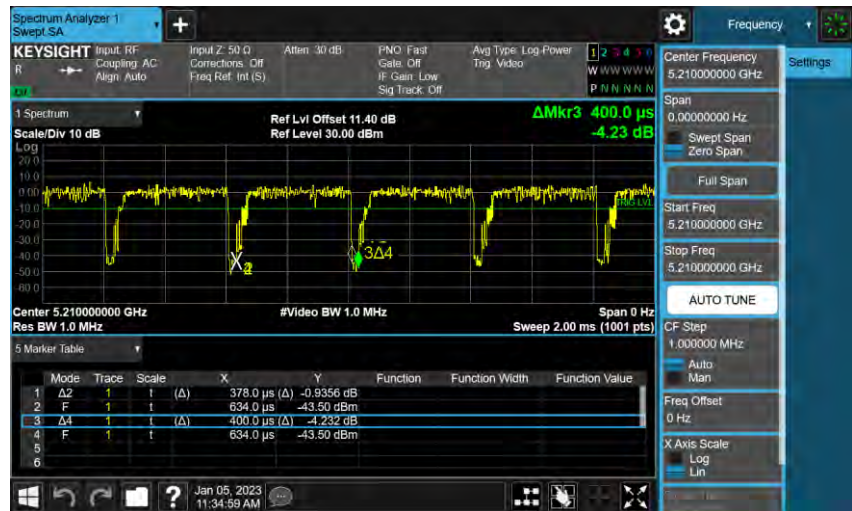 Spectrum Analyzer 1
Swept SA
+
Frequency
KEYSIGHT
R
Input: RF
Coupling: AC
Align: Auto
Input Z: 50 Ω
Corrections: Off
Freq Ref: Int (S)
Atten: 30 dB
PNO: Fast
Gate: Off
IF Gain: Low
Sig Track: Off
Avg Type: Log-Power
Trig: Video
1 2 3 4 5 6
W W W W W W
P N N N N N
1 Spectrum
Scale/Div 10 dB
Ref Lvl Offset 11.40 dB
Ref Level 30.00 dBm
ΔMkr3 400.0 µs
-4.23 dB
Log
20.0
10.0
0.00
-10.0
-20.0
-30.0
-40.0
-50.0
-60.0
TRIG LVL
3Δ4
Center 5.210000000 GHz
Res BW 1.0 MHz
#Video BW 1.0 MHz
Span 0 Hz
Sweep 2.00 ms (1001 pts)
5 Marker Table
Mode Trace Scale X Y Function Function Width Function Value
1 Δ2 1 t (Δ) 378.0 µs (Δ) -0.9356 dB
2 F 1 t 634.0 µs -43.50 dBm
3 Δ4 1 t (Δ) 400.0 µs (Δ) -4.232 dB
4 F 1 t 634.0 µs -43.50 dBm
5
6
Jan 05, 2023
11:34:59 AM
Center Frequency
5.210000000 GHz
Span
0.00000000 Hz
Swept Span
Zero Span
Full Span
Start Freq
5.210000000 GHz
Stop Freq
5.210000000 GHz
AUTO TUNE
CF Step
1.000000 MHz
Auto
Man
Freq Offset
0 Hz
X Axis Scale
Log
Lin
Settings